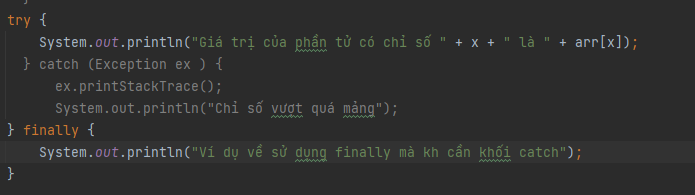 try {
System.out.println("Giá trị của phần tử có chỉ số " + x + " là " + arr[x]);
} catch (Exception ex ) {
ex.printStackTrace();
System.out.println("Chỉ số vượt quá mảng");
} finally {
System.out.println("Ví dụ về sử dụng finally mà kh cần khối catch");
}